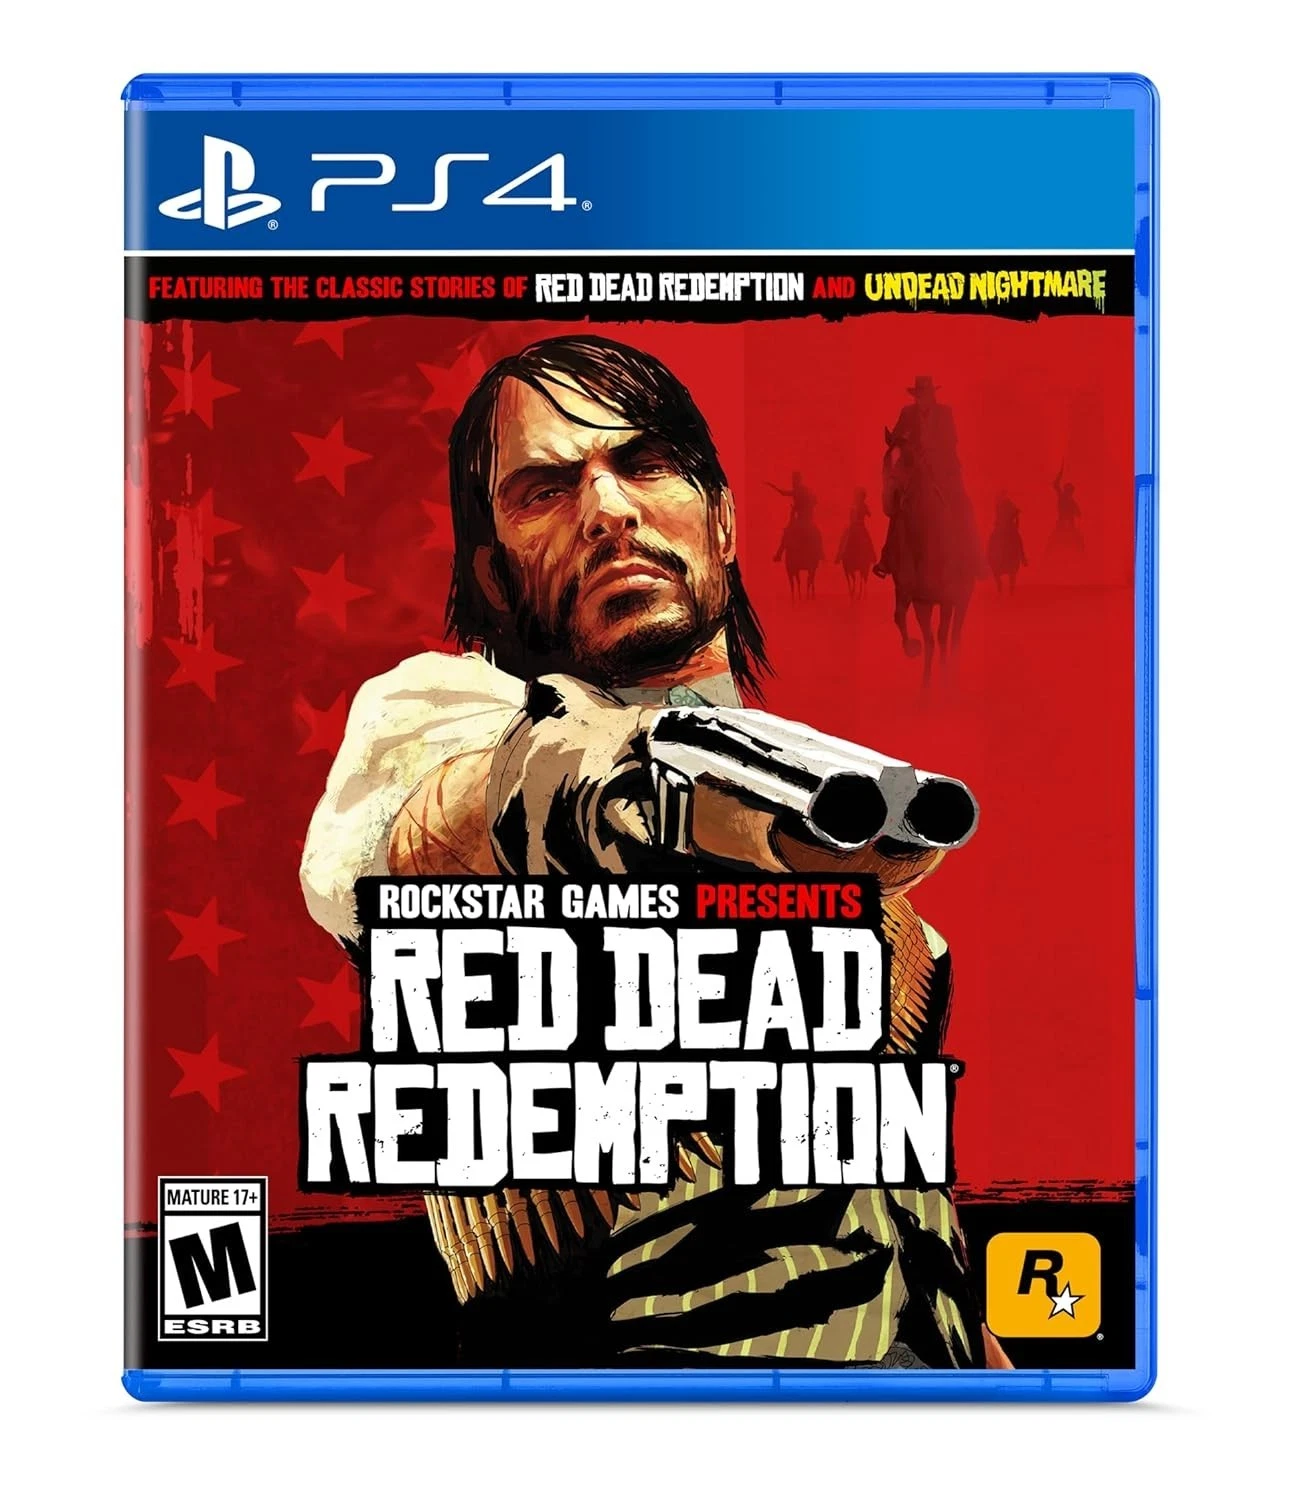 PS4®
FEATURING THE CLASSIC STORIES OF RED DEAD REDEMPTION AND UNDEAD NIGHTMARE
ROCKSTAR GAMES PRESENTS
RED DEAD
REDEMPTION®
MATURE 17+
M
ESRB
R